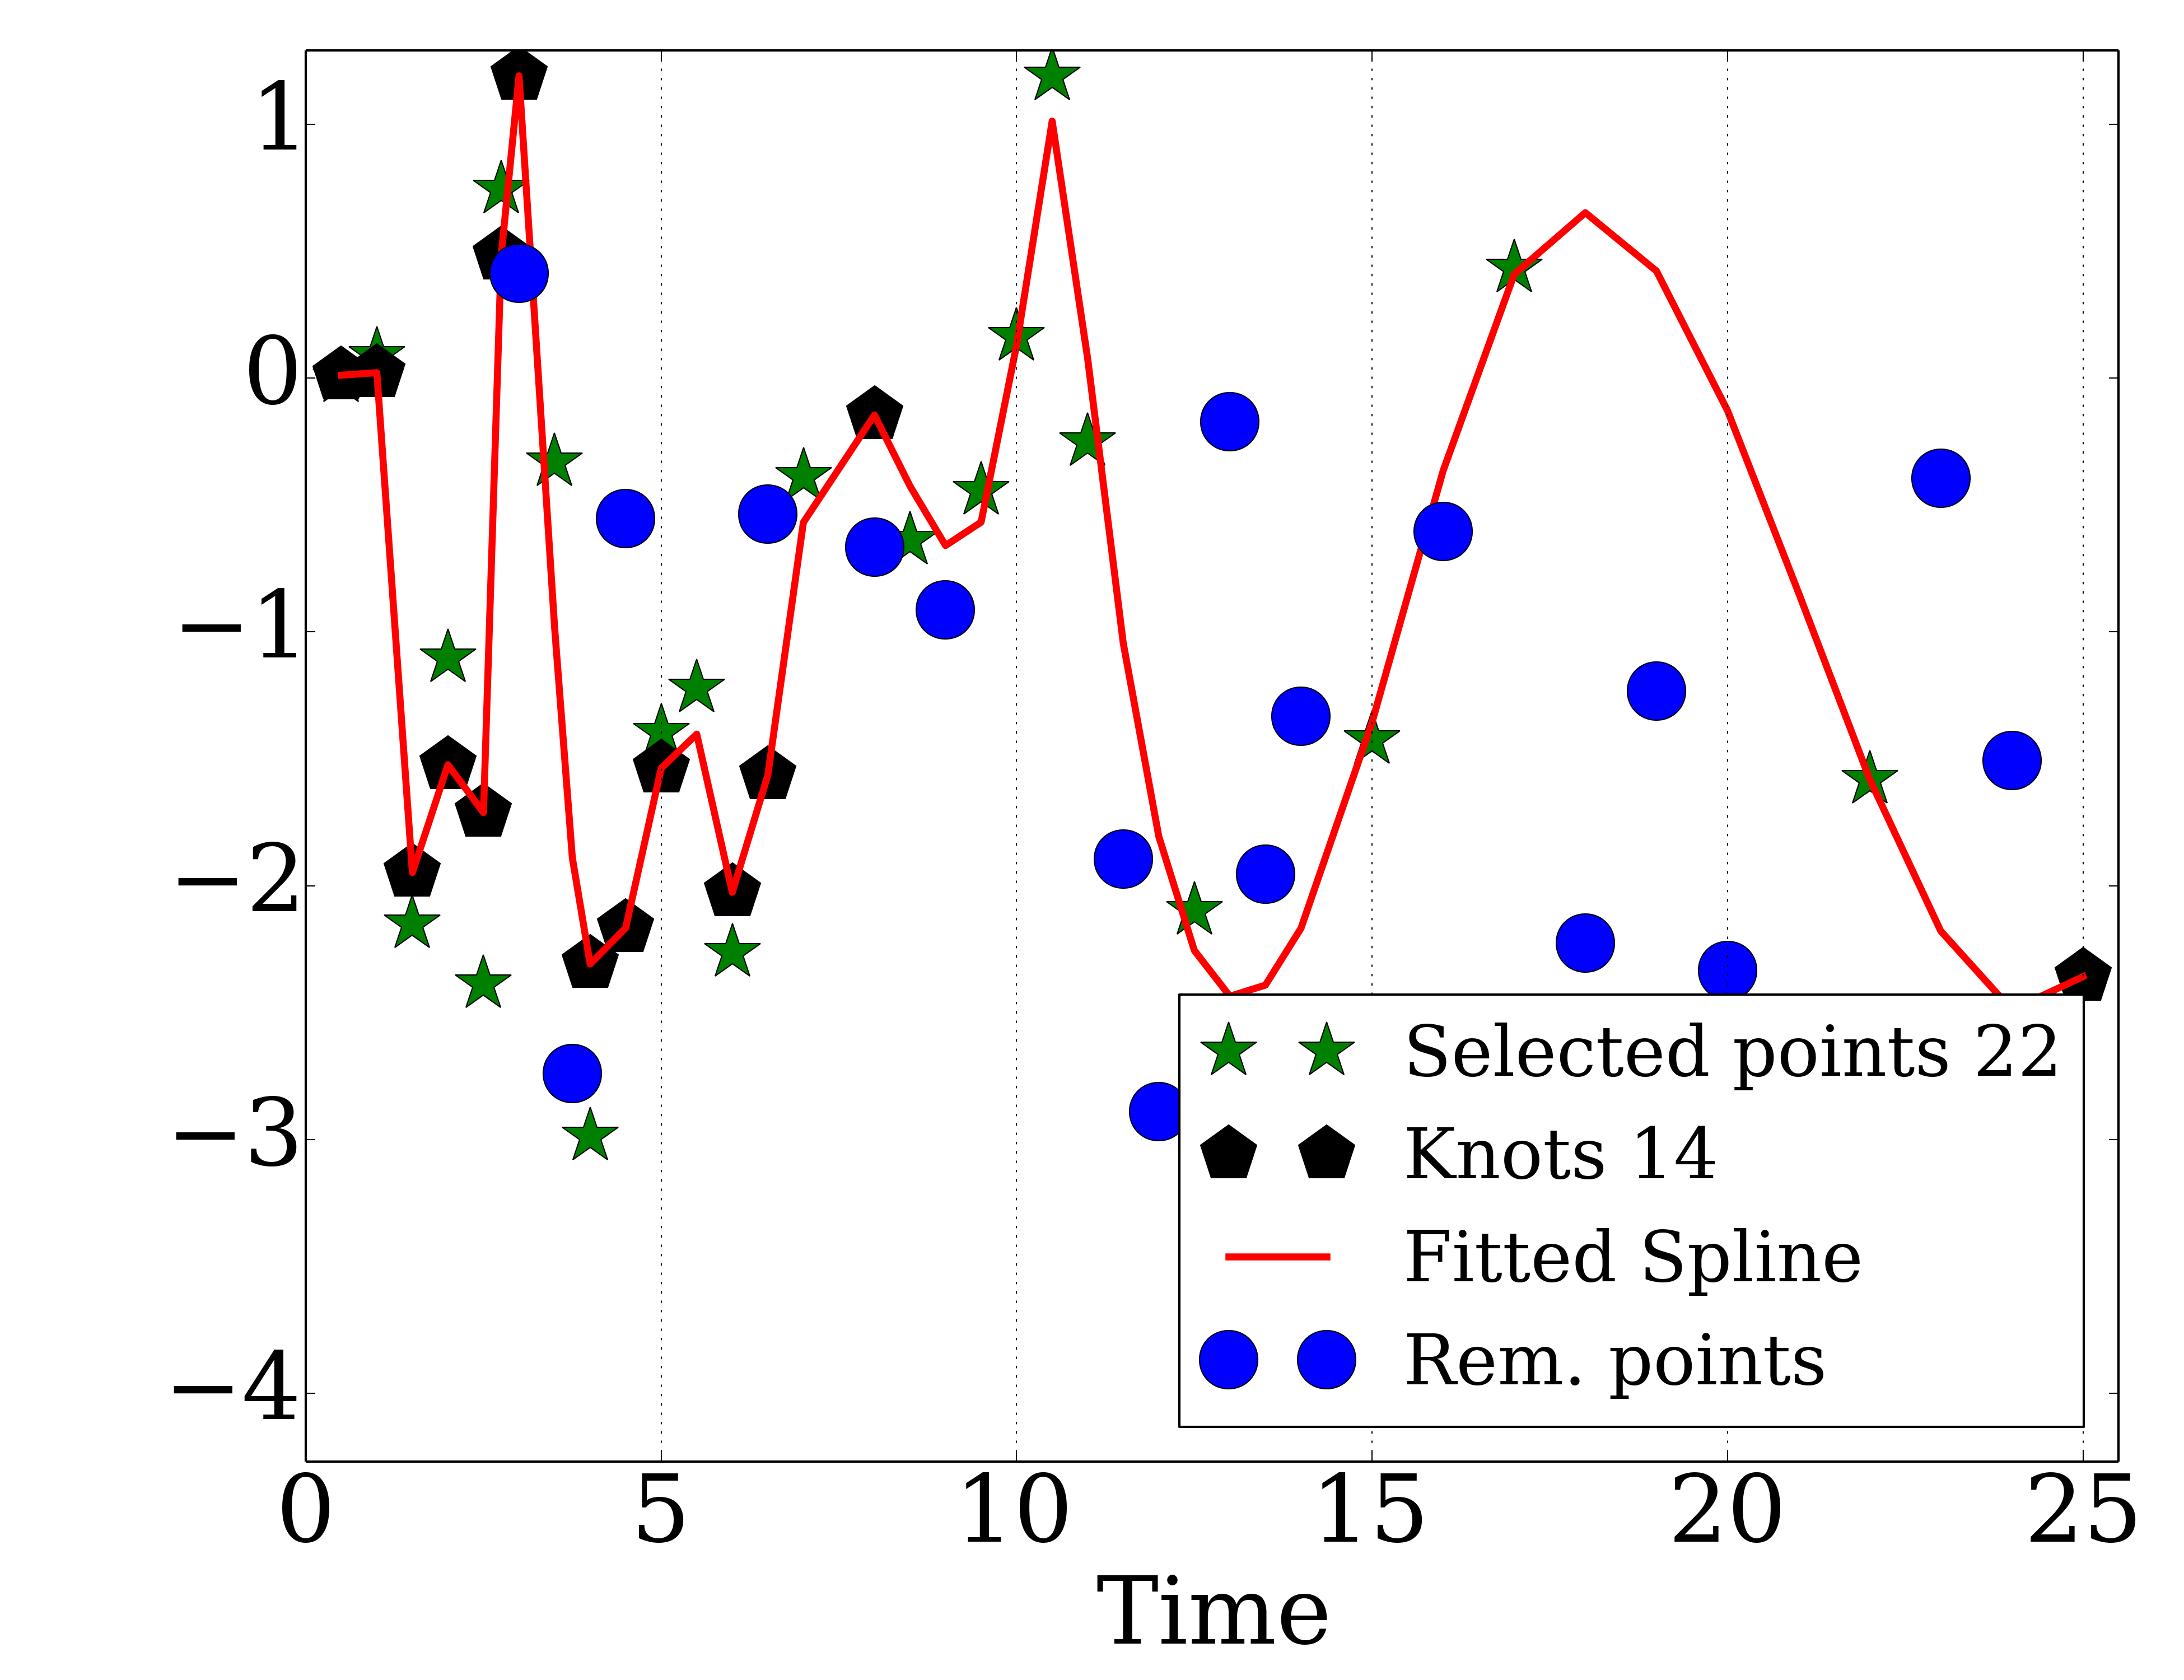 1
0
−1
−2
−3
−4
0 5 10 15 20 25
Time
Selected points 22
Knots 14
Fitted Spline
Rem. points